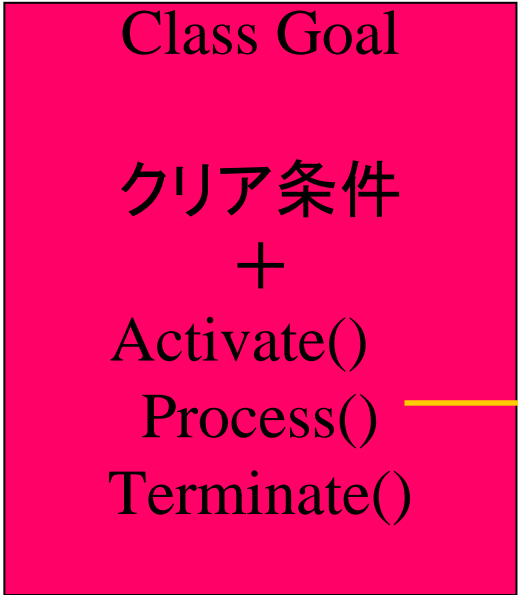 Class Goal
クリア条件
＋
Activate()
Process()
Terminate()